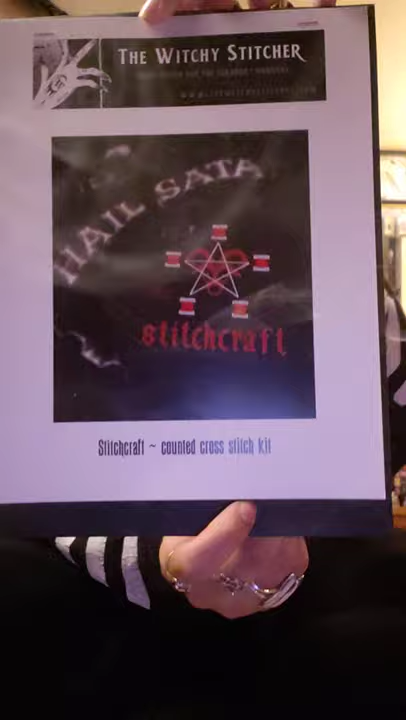 THE WITCHY STITCHER
HAIL SATA
stitchcraft
Stitchcraft ~ counted cross stitch kit